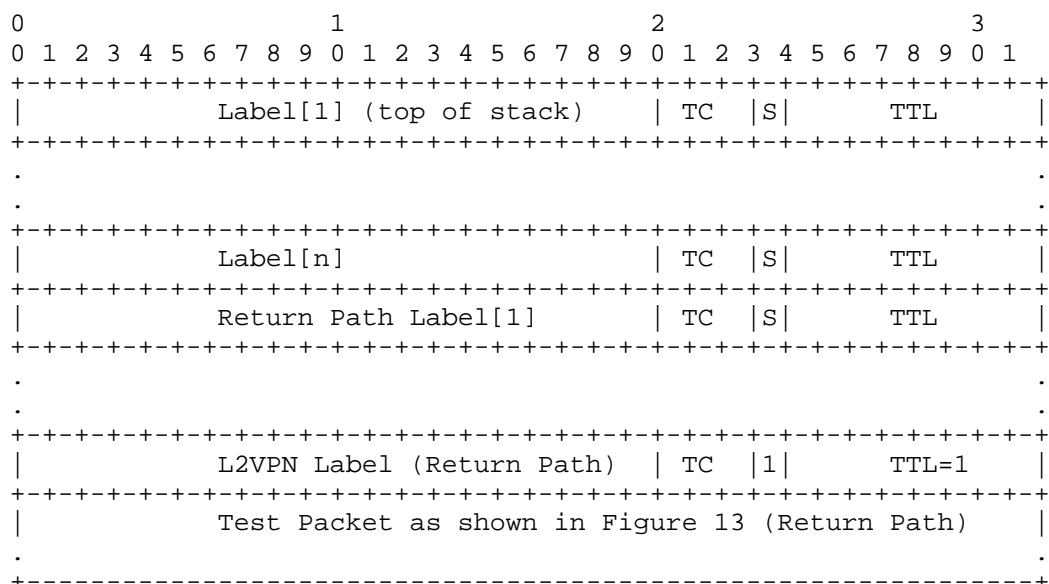 0                   1                   2                   3
0 1 2 3 4 5 6 7 8 9 0 1 2 3 4 5 6 7 8 9 0 1 2 3 4 5 6 7 8 9 0 1
+-+-+-+-+-+-+-+-+-+-+-+-+-+-+-+-+-+-+-+-+-+-+-+-+-+-+-+-+-+-+-+-+
|            Label[1] (top of stack)    | TC  |S|      TTL      |
+-+-+-+-+-+-+-+-+-+-+-+-+-+-+-+-+-+-+-+-+-+-+-+-+-+-+-+-+-+-+-+-+
.                                                               .
.                                                               .
+-+-+-+-+-+-+-+-+-+-+-+-+-+-+-+-+-+-+-+-+-+-+-+-+-+-+-+-+-+-+-+-+
|            Label[n]                   | TC  |S|      TTL      |
+-+-+-+-+-+-+-+-+-+-+-+-+-+-+-+-+-+-+-+-+-+-+-+-+-+-+-+-+-+-+-+-+
|            Return Path Label[1]       | TC  |S|      TTL      |
+-+-+-+-+-+-+-+-+-+-+-+-+-+-+-+-+-+-+-+-+-+-+-+-+-+-+-+-+-+-+-+-+
.                                                               .
.                                                               .
+-+-+-+-+-+-+-+-+-+-+-+-+-+-+-+-+-+-+-+-+-+-+-+-+-+-+-+-+-+-+-+-+
|            L2VPN Label (Return Path)  | TC  |1|      TTL=1    |
+-+-+-+-+-+-+-+-+-+-+-+-+-+-+-+-+-+-+-+-+-+-+-+-+-+-+-+-+-+-+-+-+
|            Test Packet as shown in Figure 13 (Return Path)    |
.                                                               .
+---------------------------------------------------------------+